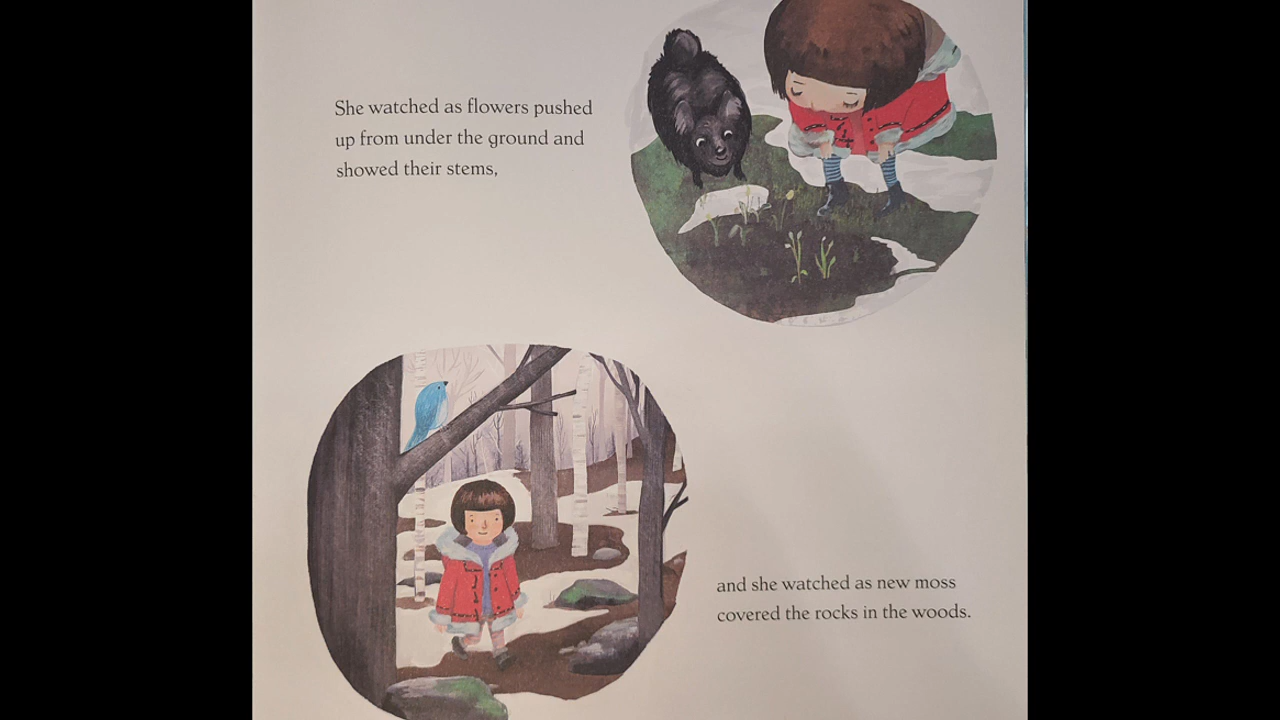 She watched as flowers pushed
up from under the ground and
showed their stems,
and she watched as new moss
covered the rocks in the woods.